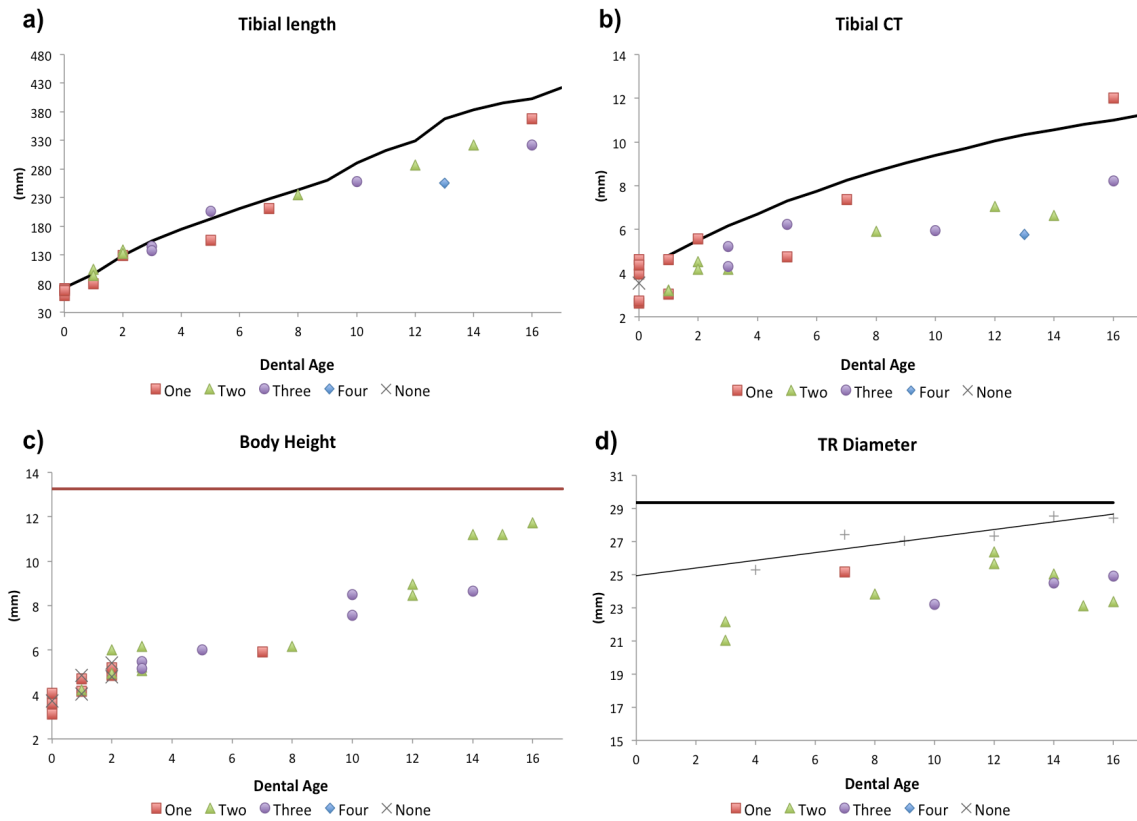 a)
Tibial length
480
430
380
330
280
230
180
130
80
30
(mm)
0 2 4 6 8 10 12 14 16
Dental Age
One Two Three Four None
b)
Tibial CT
14
12
10
8
6
4
2
(mm)
0 2 4 6 8 10 12 14 16
Dental Age
One Two Three Four None
c)
Body Height
14
12
10
8
6
4
2
(mm)
0 2 4 6 8 10 12 14 16
Dental Age
One Two Three Four None
d)
TR Diameter
31
29
27
25
23
21
19
17
15
(mm)
0 2 4 6 8 10 12 14 16
Dental Age
One Two Three Four None